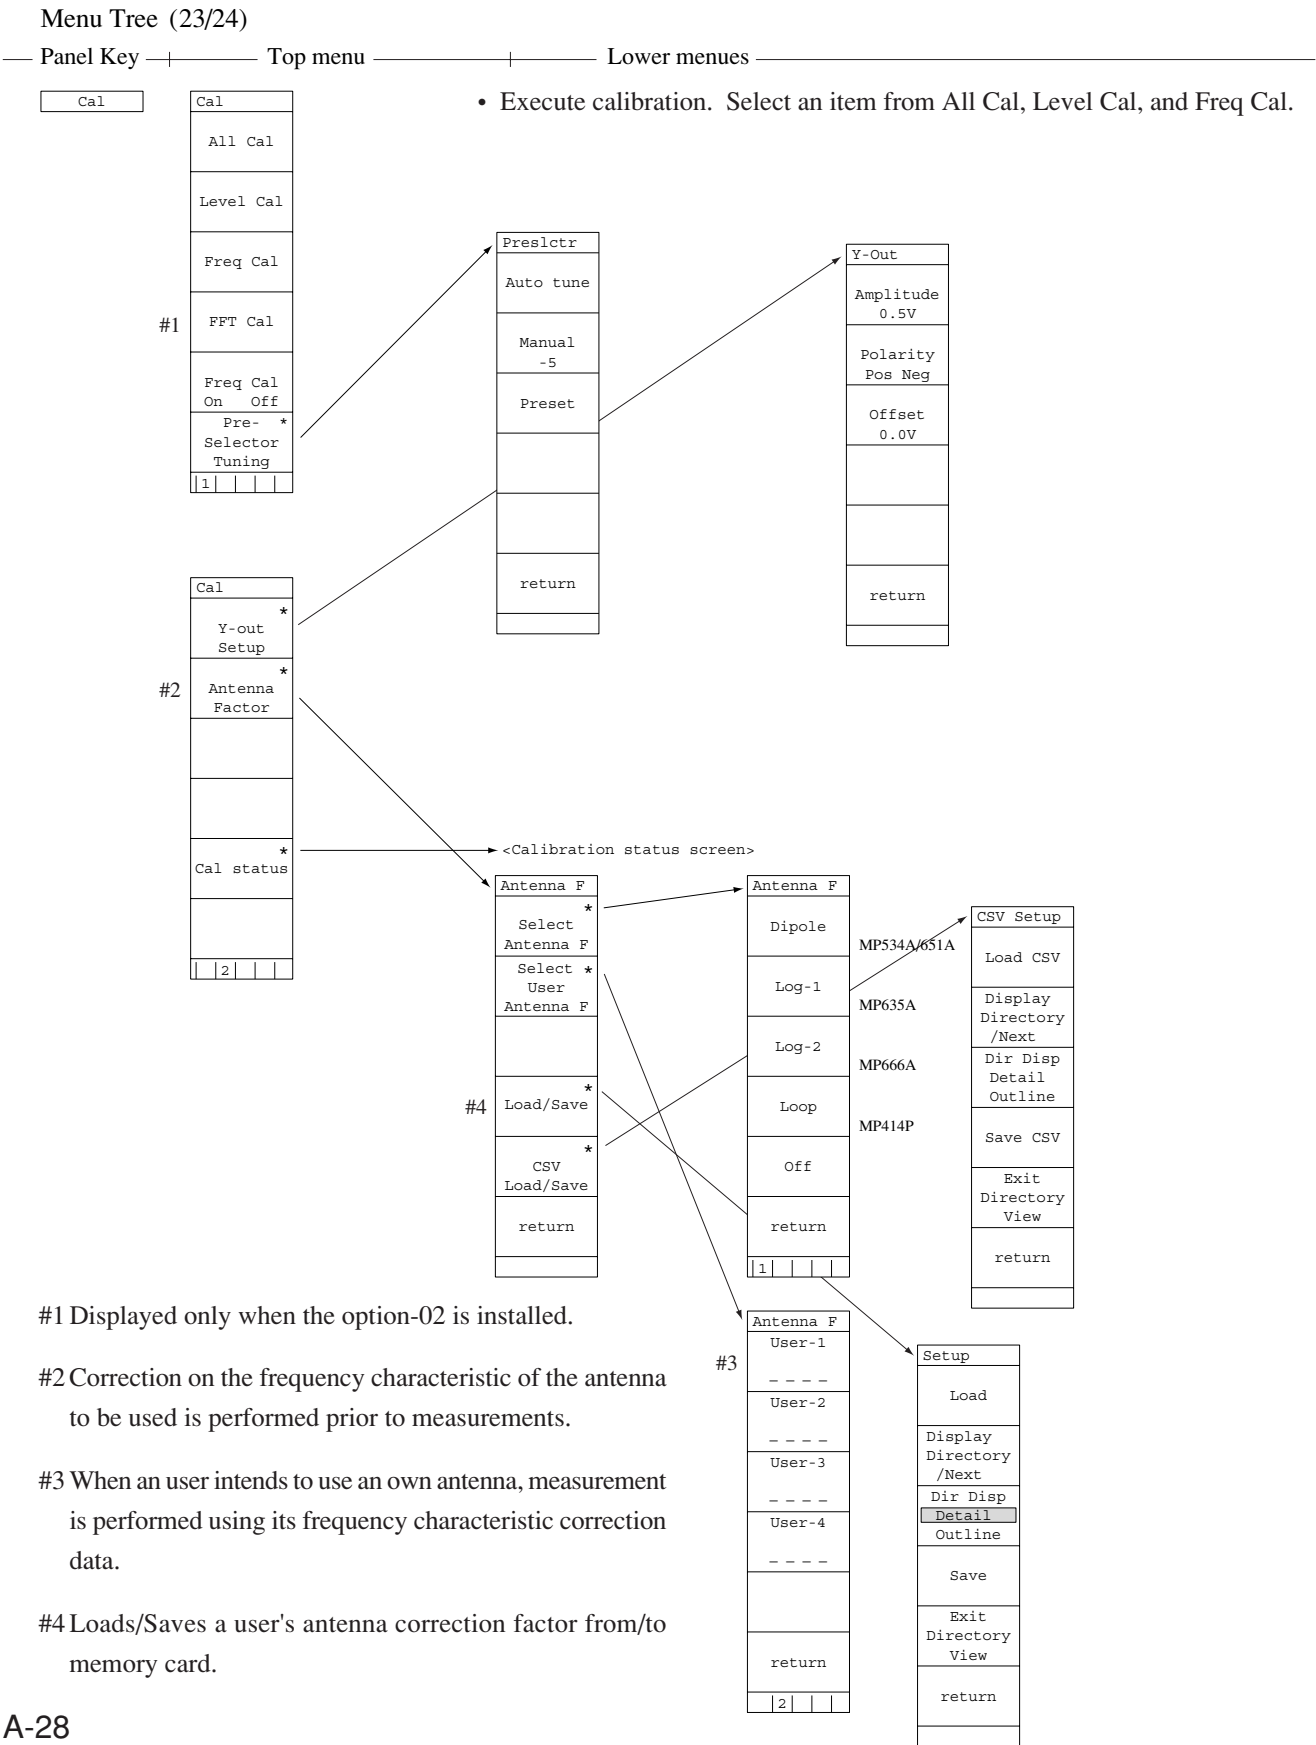 Menu Tree (23/24)
Panel Key
Top menu
Lower menues
Cal
• Execute calibration. Select an item from All Cal, Level Cal, and Freq Cal.
Cal
All Cal
Level Cal
Freq Cal
#1
FFT Cal
Freq Cal
On Off
Pre- *
Selector
Tuning
1
Preslctr
Auto tune
Manual
-5
Preset
return
Y-Out
Amplitude
0.5V
Polarity
Pos Neg
Offset
0.0V
return
Cal
*
Y-out
Setup
*
#2
Antenna
Factor
*
Cal status
2
<Calibration status screen>
Antenna F
*
Select
Antenna F
Select *
User
Antenna F
*
#4
Load/Save
*
CSV
Load/Save
return
Antenna F
Dipole
MP534A/651A
Log-1
MP635A
Log-2
MP666A
Loop
MP414P
Off
return
1
CSV Setup
Load CSV
Display
Directory
/Next
Dir Disp
Detail
Outline
Save CSV
Exit
Directory
View
return
Antenna F
#3
User-1
_ _ _ _
User-2
_ _ _ _
User-3
_ _ _ _
User-4
_ _ _ _
return
2
Setup
Load
Display
Directory
/Next
Dir Disp
Detail
Outline
Save
Exit
Directory
View
return
#1 Displayed only when the option-02 is installed.
#2 Correction on the frequency characteristic of the antenna
to be used is performed prior to measurements.
#3 When an user intends to use an own antenna, measurement
is performed using its frequency characteristic correction
data.
#4 Loads/Saves a user's antenna correction factor from/to
memory card.
A-28